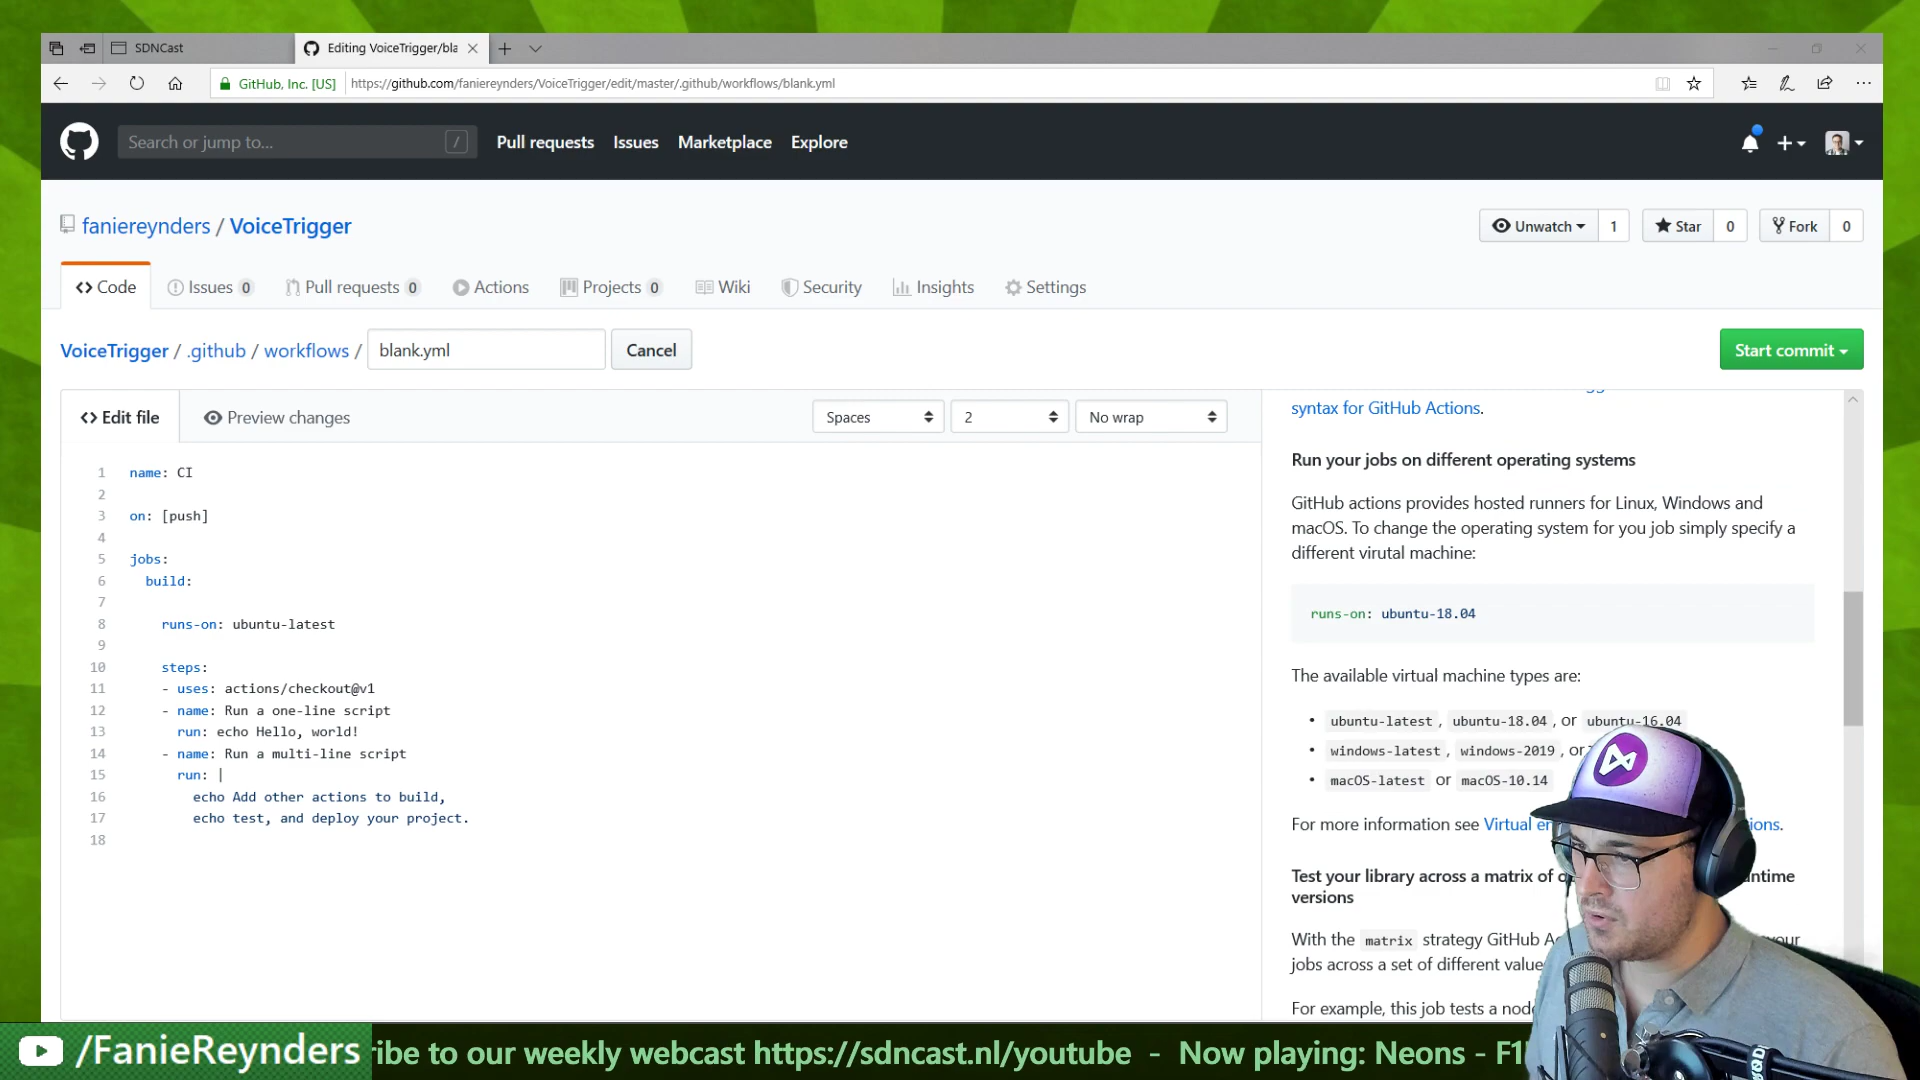 SDNCast
Editing VoiceTrigger/bla
GitHub, Inc. [US]
https://github.com/faniereynders/VoiceTrigger/edit/master/.github/workflows/blank.yml
Search or jump to... /
Pull requests Issues Marketplace Explore
faniereynders / VoiceTrigger
Unwatch 1 Star 0 Fork 0
Code Issues 0 Pull requests 0 Actions Projects 0 Wiki Security Insights Settings
VoiceTrigger / .github / workflows / blank.yml Cancel
Start commit
Edit file Preview changes Spaces 2 No wrap
1 name: CI
2
3 on: [push]
4
5 jobs:
6 build:
7
8 runs-on: ubuntu-latest
9
10 steps:
11 - uses: actions/checkout@v1
12 - name: Run a one-line script
13 run: echo Hello, world!
14 - name: Run a multi-line script
15 run: |
16 echo Add other actions to build,
17 echo test, and deploy your project.
18
syntax for GitHub Actions.
Run your jobs on different operating systems
GitHub actions provides hosted runners for Linux, Windows and
macOS. To change the operating system for you job simply specify a
different virutal machine:
runs-on: ubuntu-18.04
The available virtual machine types are:
• ubuntu-latest, ubuntu-18.04, or ubuntu-16.04
• windows-latest, windows-2019, or
• macOS-latest or macOS-10.14
For more information see Virtual
Test your library across a matrix of
versions
With the matrix strategy GitHub your
jobs across a set of different value
For example, this job tests a
/FanieReynders
ribe to our weekly webcast https://sdncast.nl/youtube - Now playing: Neons -